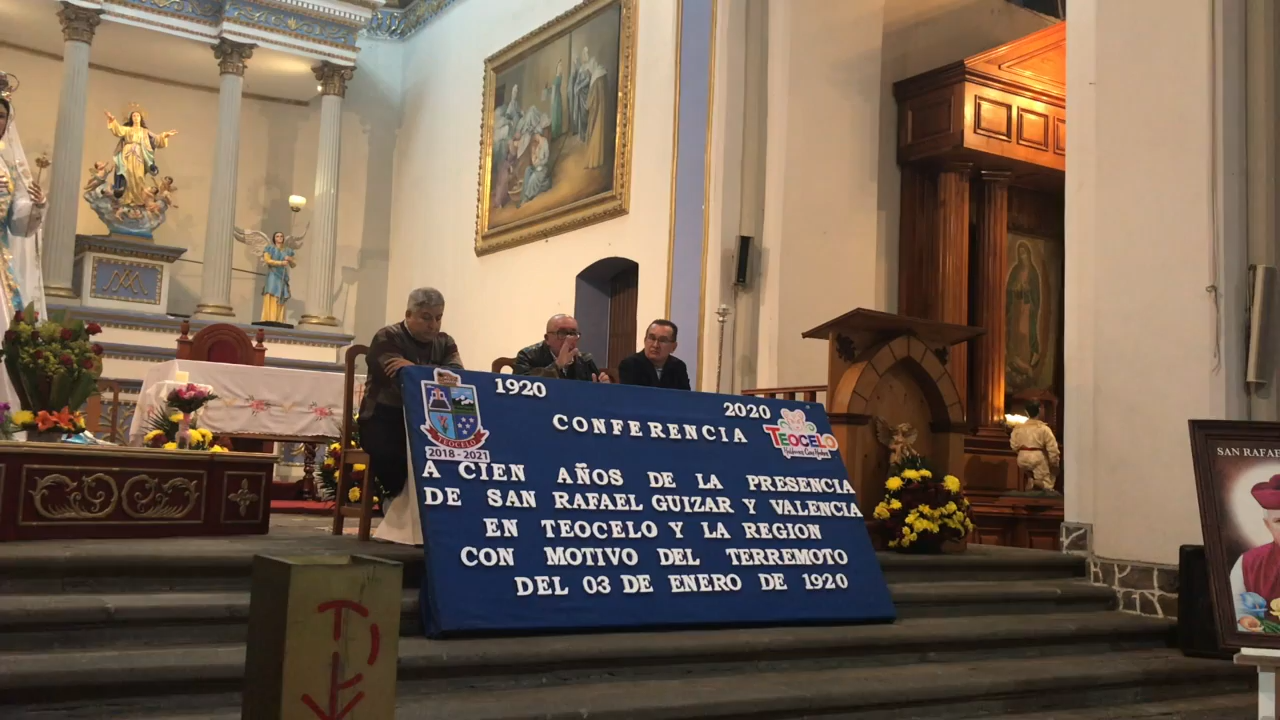 1920
2020
CONFERENCIA
TEOCELO
2018 - 2021
TEOCELO
A CIEN AÑOS DE LA PRESENCIA
DE SAN RAFAEL GUIZAR Y VALENCIA
EN TEOCELO Y LA REGION
CON MOTIVO DEL TERREMOTO
DEL 03 DE ENERO DE 1920
SAN RAFAE